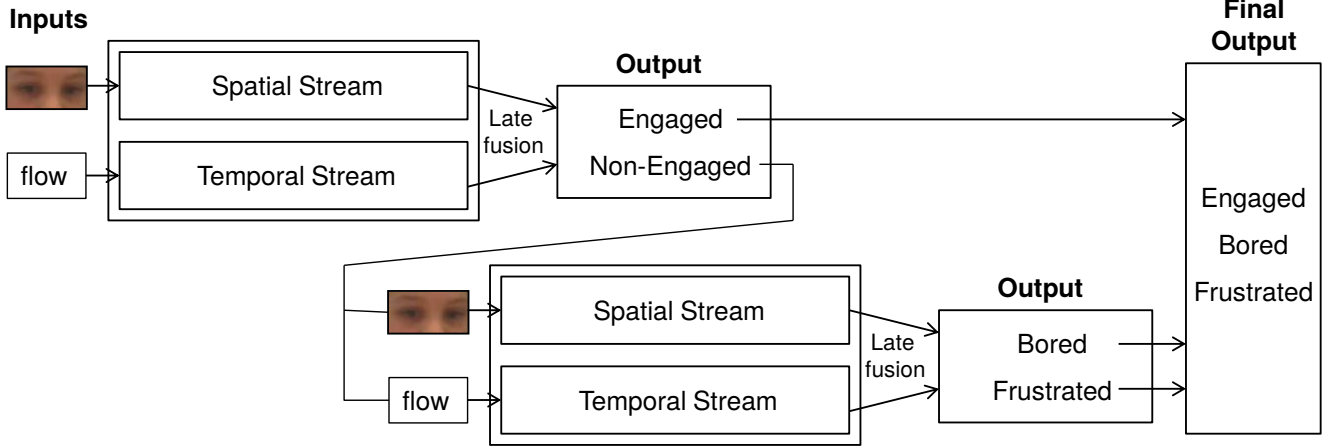 Inputs
Spatial Stream
flow
Temporal Stream
Late
fusion
Output
Engaged
Non-Engaged
Spatial Stream
flow
Temporal Stream
Late
fusion
Output
Bored
Frustrated
Final
Output
Engaged
Bored
Frustrated